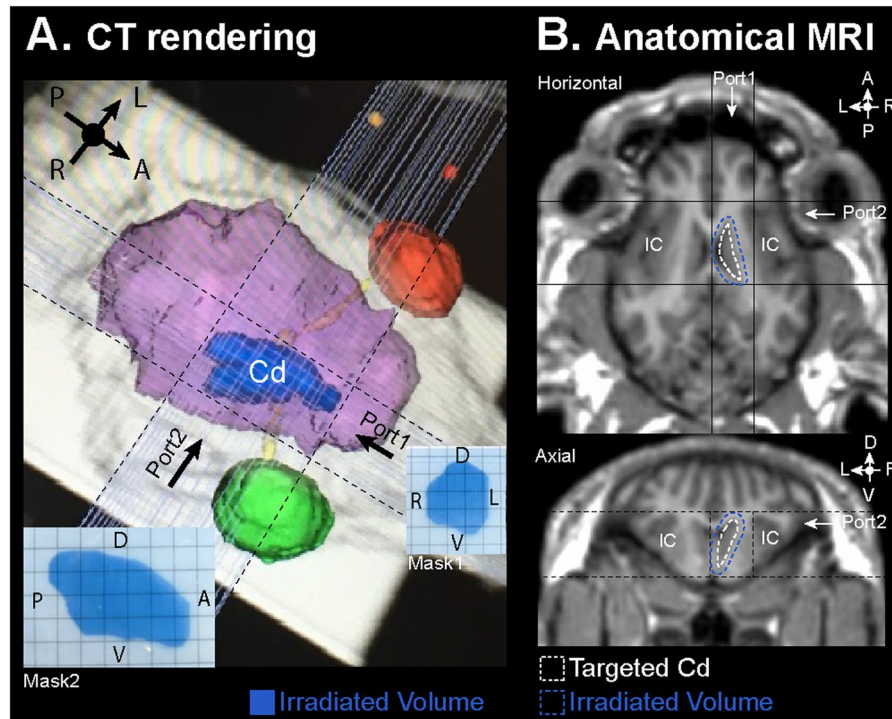 A. CT rendering
P L
R A
Cd
Port2
Port1
D
R L
V
Mask1
D
P A
V
Mask2
Irradiated Volume
B. Anatomical MRI
Horizontal
Port1
A
L R
P
Port2
IC IC
Axial
D
L R
V
Port2
IC IC
Targeted Cd
Irradiated Volume